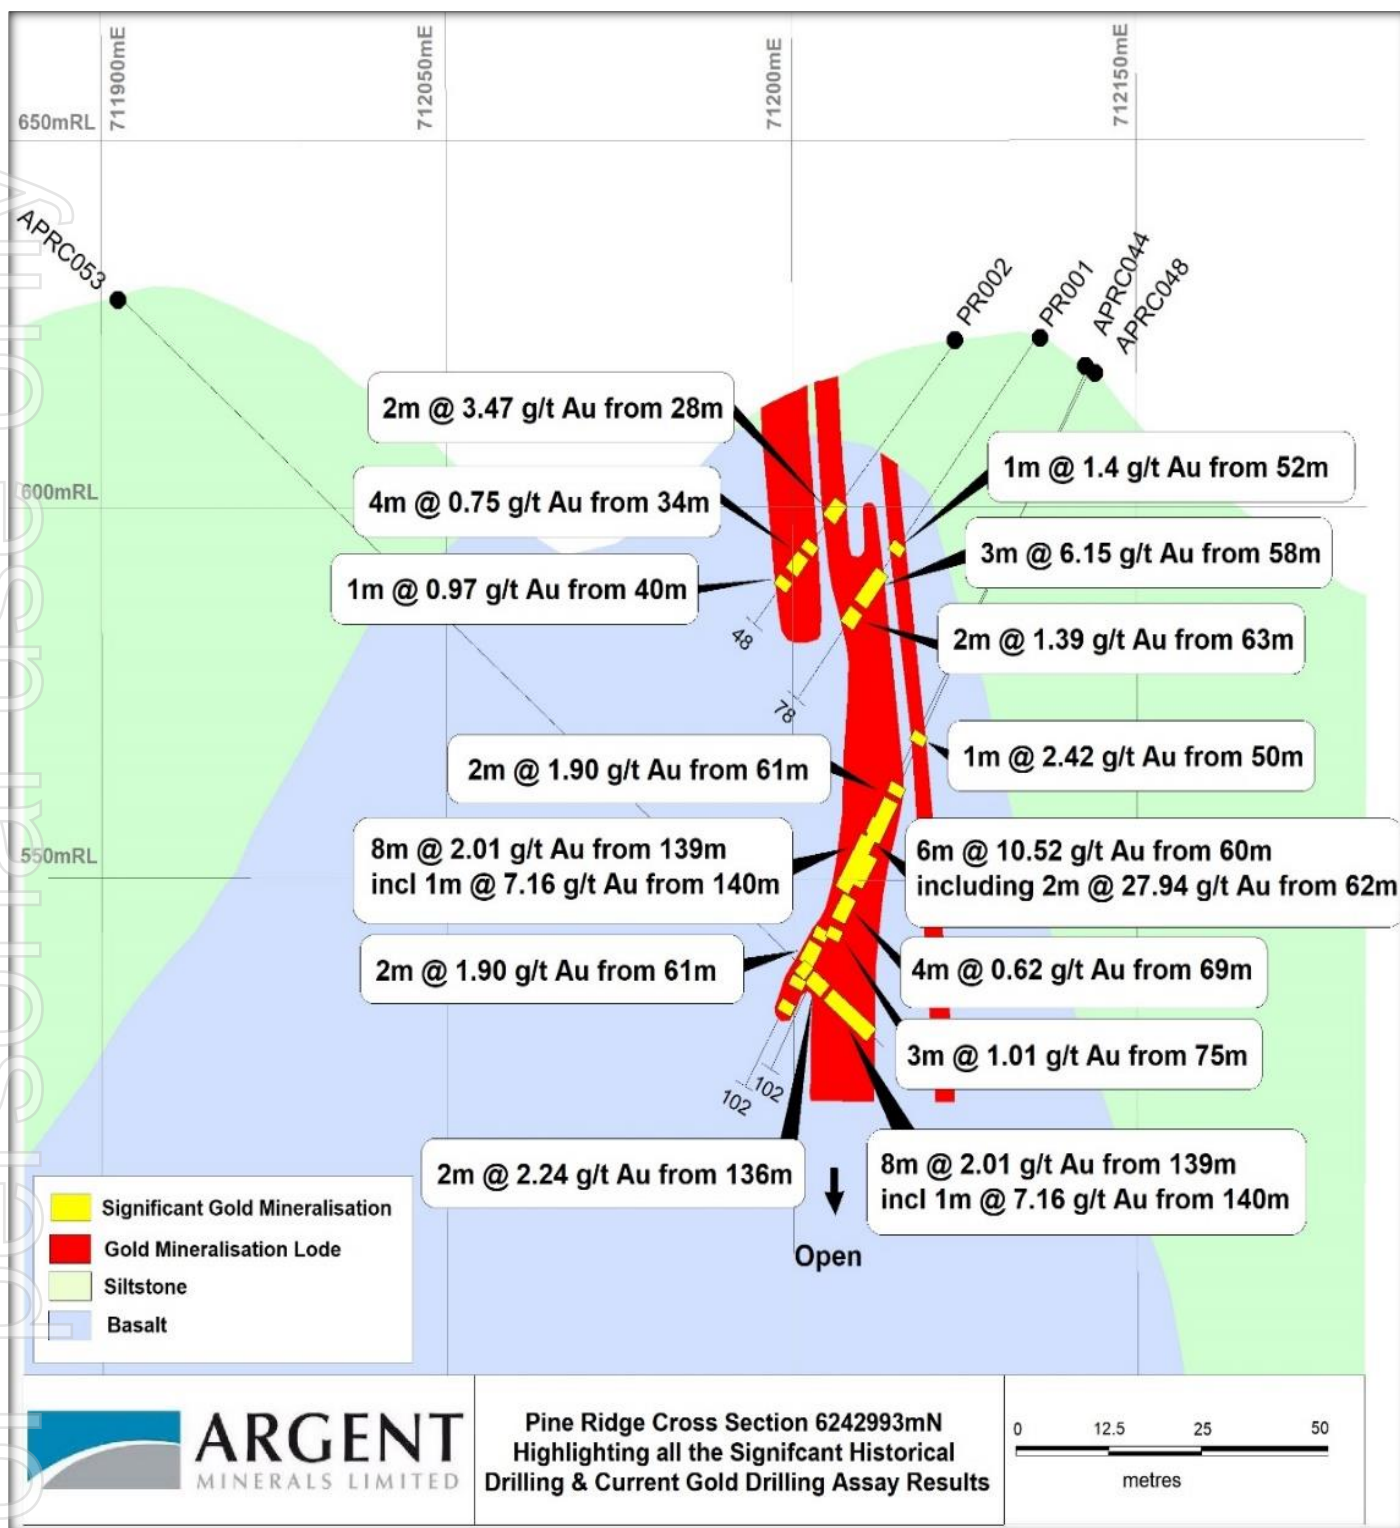 711900mE
712050mE
711200mE
712150mE
650mRL
APRC053
PR002
PR001
APRC044
APRC048
2m @ 3.47 g/t Au from 28m
1m @ 1.4 g/t Au from 52m
600mRL
4m @ 0.75 g/t Au from 34m
3m @ 6.15 g/t Au from 58m
1m @ 0.97 g/t Au from 40m
48
2m @ 1.39 g/t Au from 63m
78
1m @ 2.42 g/t Au from 50m
2m @ 1.90 g/t Au from 61m
550mRL
8m @ 2.01 g/t Au from 139m
incl 1m @ 7.16 g/t Au from 140m
6m @ 10.52 g/t Au from 60m
including 2m @ 27.94 g/t Au from 62m
2m @ 1.90 g/t Au from 61m
4m @ 0.62 g/t Au from 69m
3m @ 1.01 g/t Au from 75m
102
102
2m @ 2.24 g/t Au from 136m
8m @ 2.01 g/t Au from 139m
incl 1m @ 7.16 g/t Au from 140m
Open
Significant Gold Mineralisation
Gold Mineralisation Lode
Siltstone
Basalt
ARGENT
MINERALS LIMITED
Pine Ridge Cross Section 6242993mN
Highlighting all the Signifcant Historical
Drilling & Current Gold Drilling Assay Results
0 12.5 25 50
metres